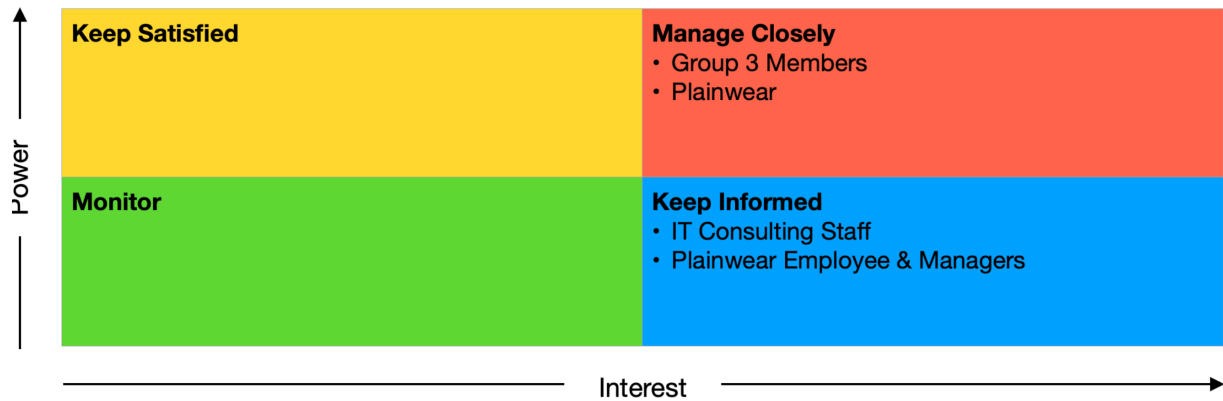 Keep Satisfied
Manage Closely
• Group 3 Members
• Plainwear
Power
Monitor
Keep Informed
• IT Consulting Staff
• Plainwear Employee & Managers
Interest